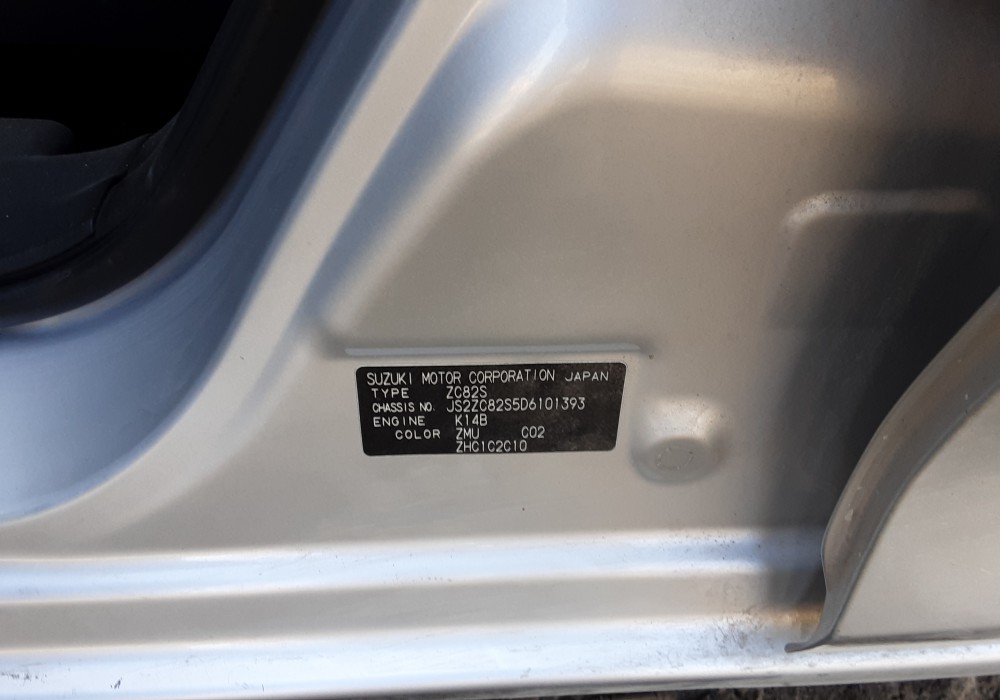 SUZUKI MOTOR CORPORATION JAPAN
TYPE ZC82S
CHASSIS NO. JS2ZC82S5D6101393
ENGINE K14B
COLOR ZMU C02
ZHC1C2C10